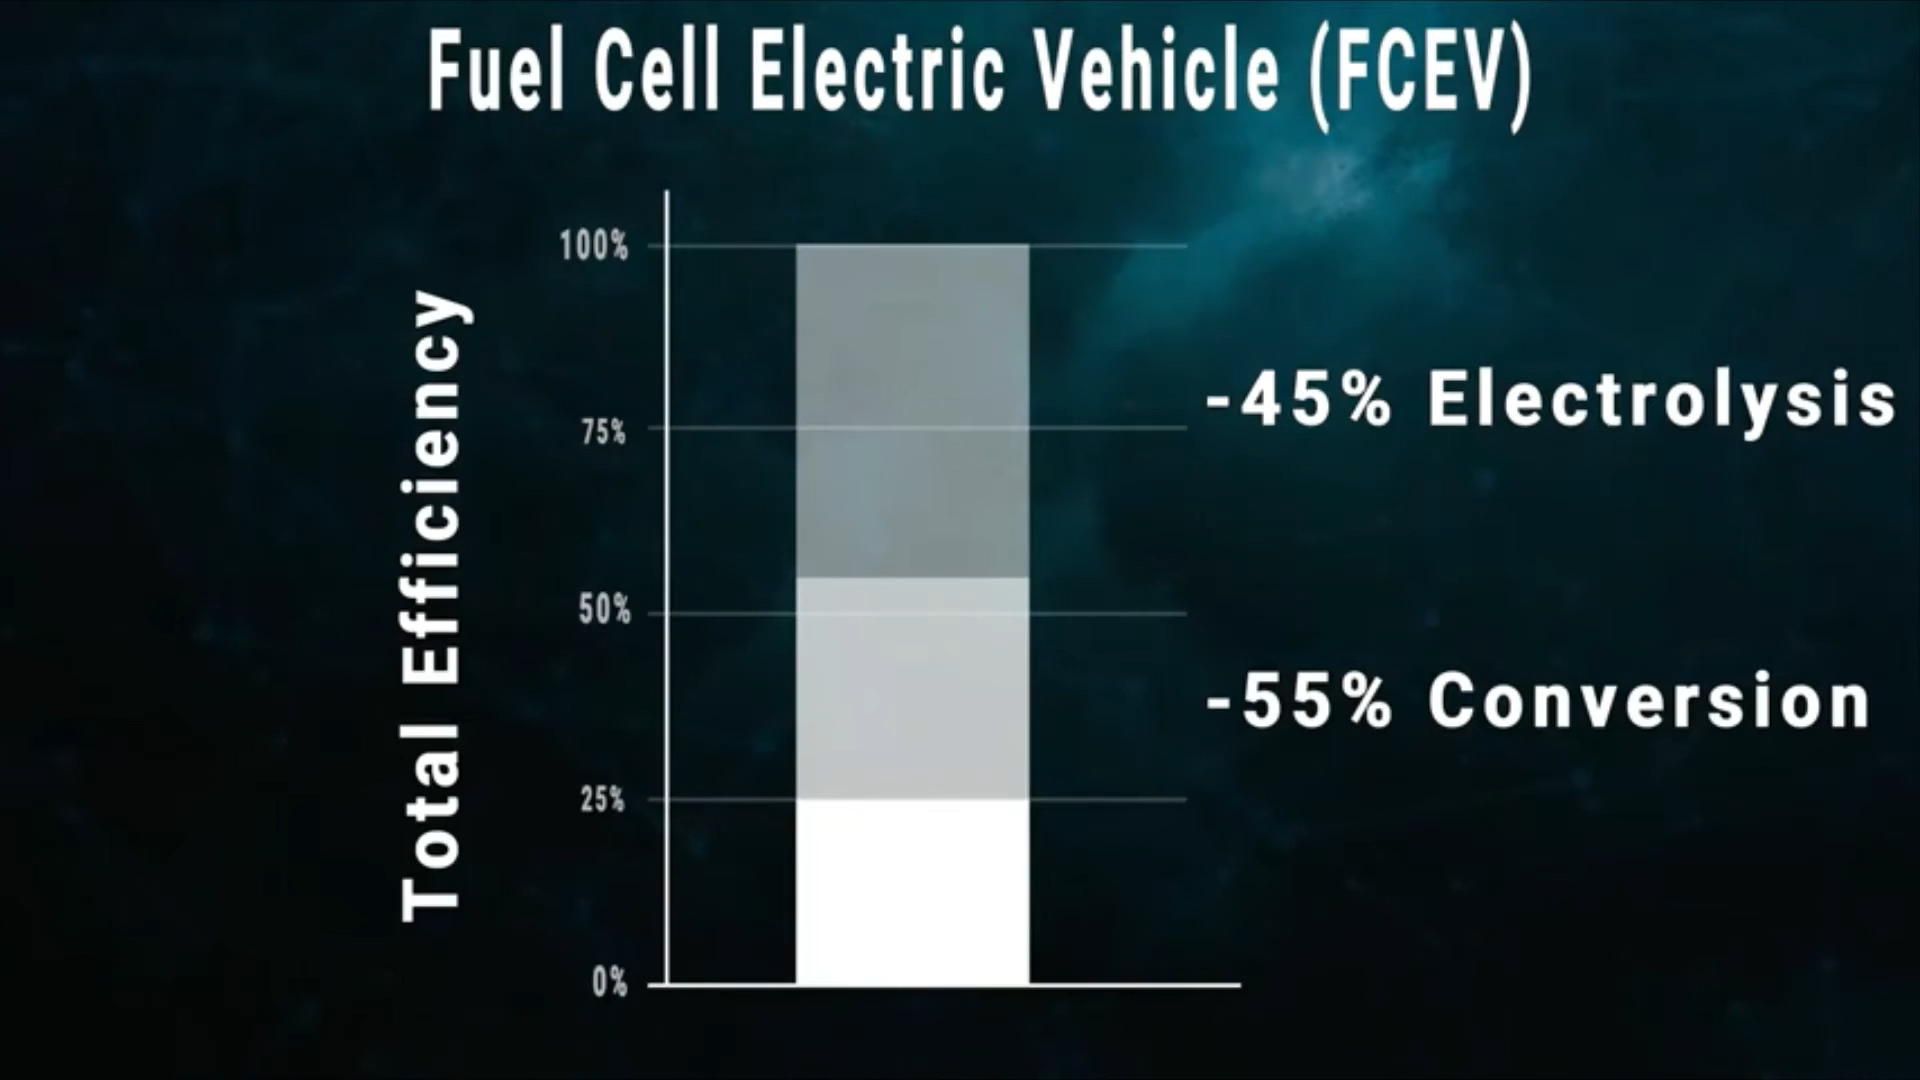 Fuel Cell Electric Vehicle (FCEV)
Total Efficiency
100%
75%
50%
25%
0%
-45% Electrolysis
-55% Conversion